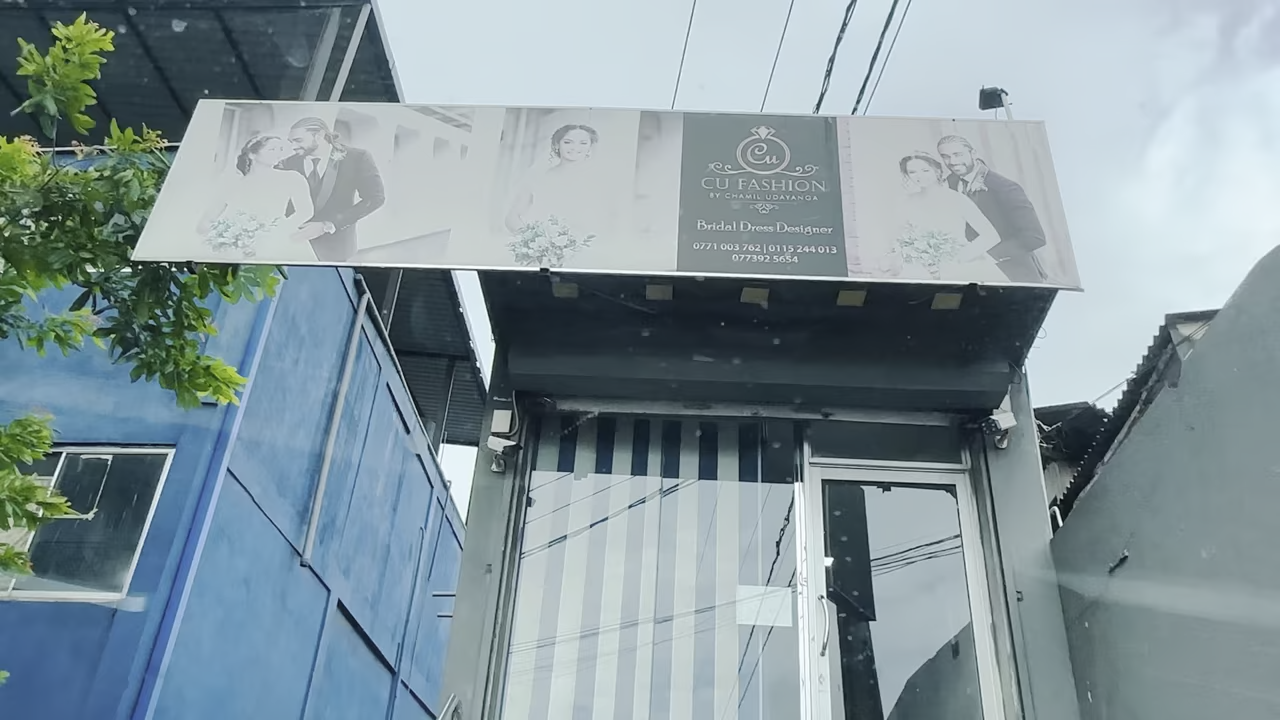 Cu
CU FASHION
BY CHAMIL UDAYANGA
Bridal Dress Designer
0771 003 762 | 0115 244 013
077392 5654